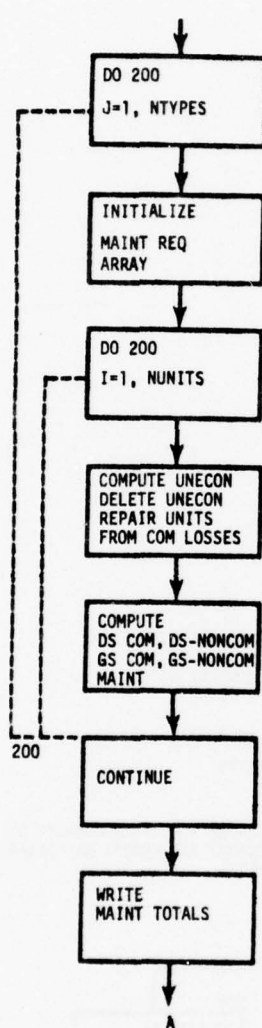 DO 200
J=1, NTYPES
INITIALIZE
MAINT REQ
ARRAY
DO 200
I=1, NUNITS
COMPUTE UNECON
DELETE UNECON
REPAIR UNITS
FROM COM LOSSES
COMPUTE
DS COM, DS-NONCOM
GS COM, GS-NONCOM
MAINT
200
CONTINUE
WRITE
MAINT TOTALS
A